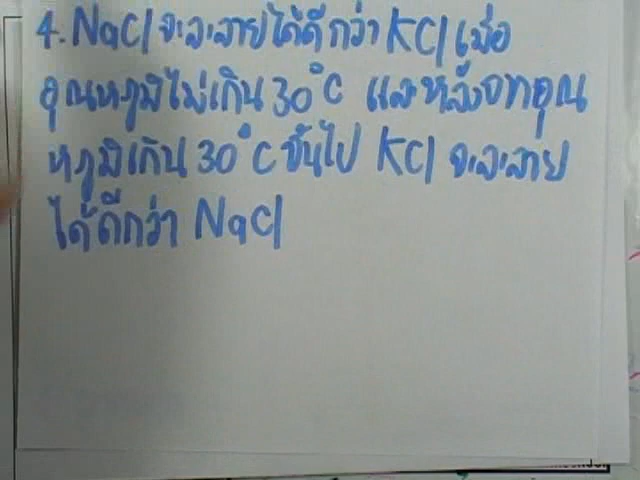 4. NaCl จะละลายได้ดีกว่า KCl เมื่อ
อุณหภูมิไม่เกิน 30°C และหลังจากอุณ
หภูมิเกิน 30°C ขึ้นไป KCl จะละลาย
ได้ดีกว่า NaCl